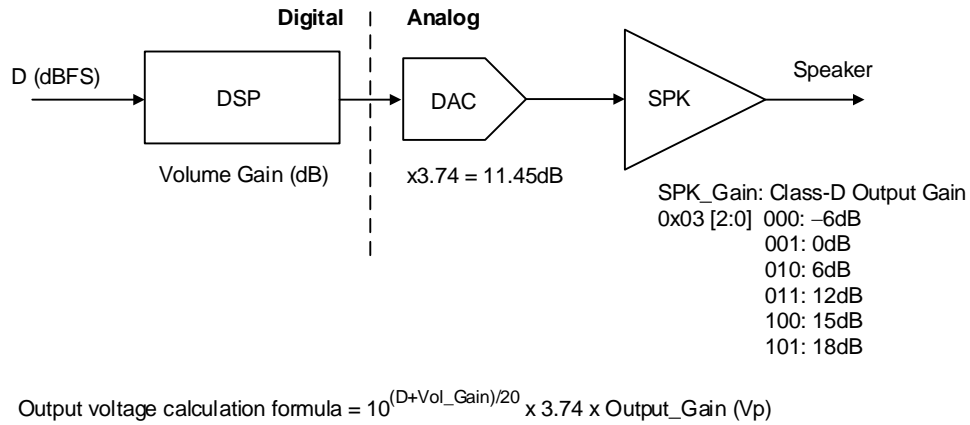 Digital Analog
D (dBFS)
DSP
DAC
SPK
Speaker
Volume Gain (dB)
x3.74 = 11.45dB
SPK_Gain: Class-D Output Gain
0x03 [2:0] 000: −6dB
001: 0dB
010: 6dB
011: 12dB
100: 15dB
101: 18dB
Output voltage calculation formula = 10^(D+Vol_Gain)/20 x 3.74 x Output_Gain (Vp)